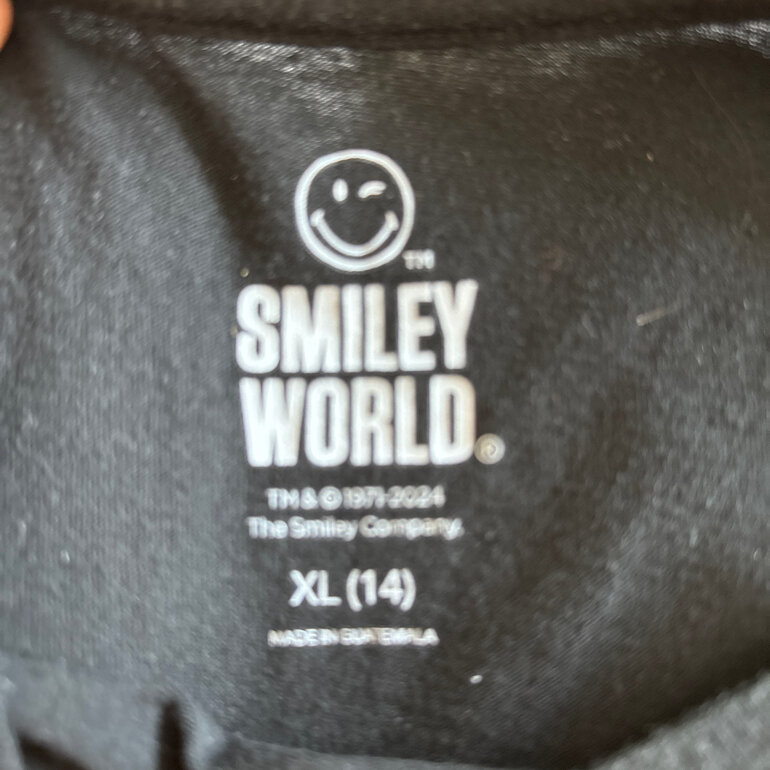 TM
SMILEY
WORLD®
TM & © 1971-2024
The Smiley Company.
XL (14)
MADE IN GUATEMALA